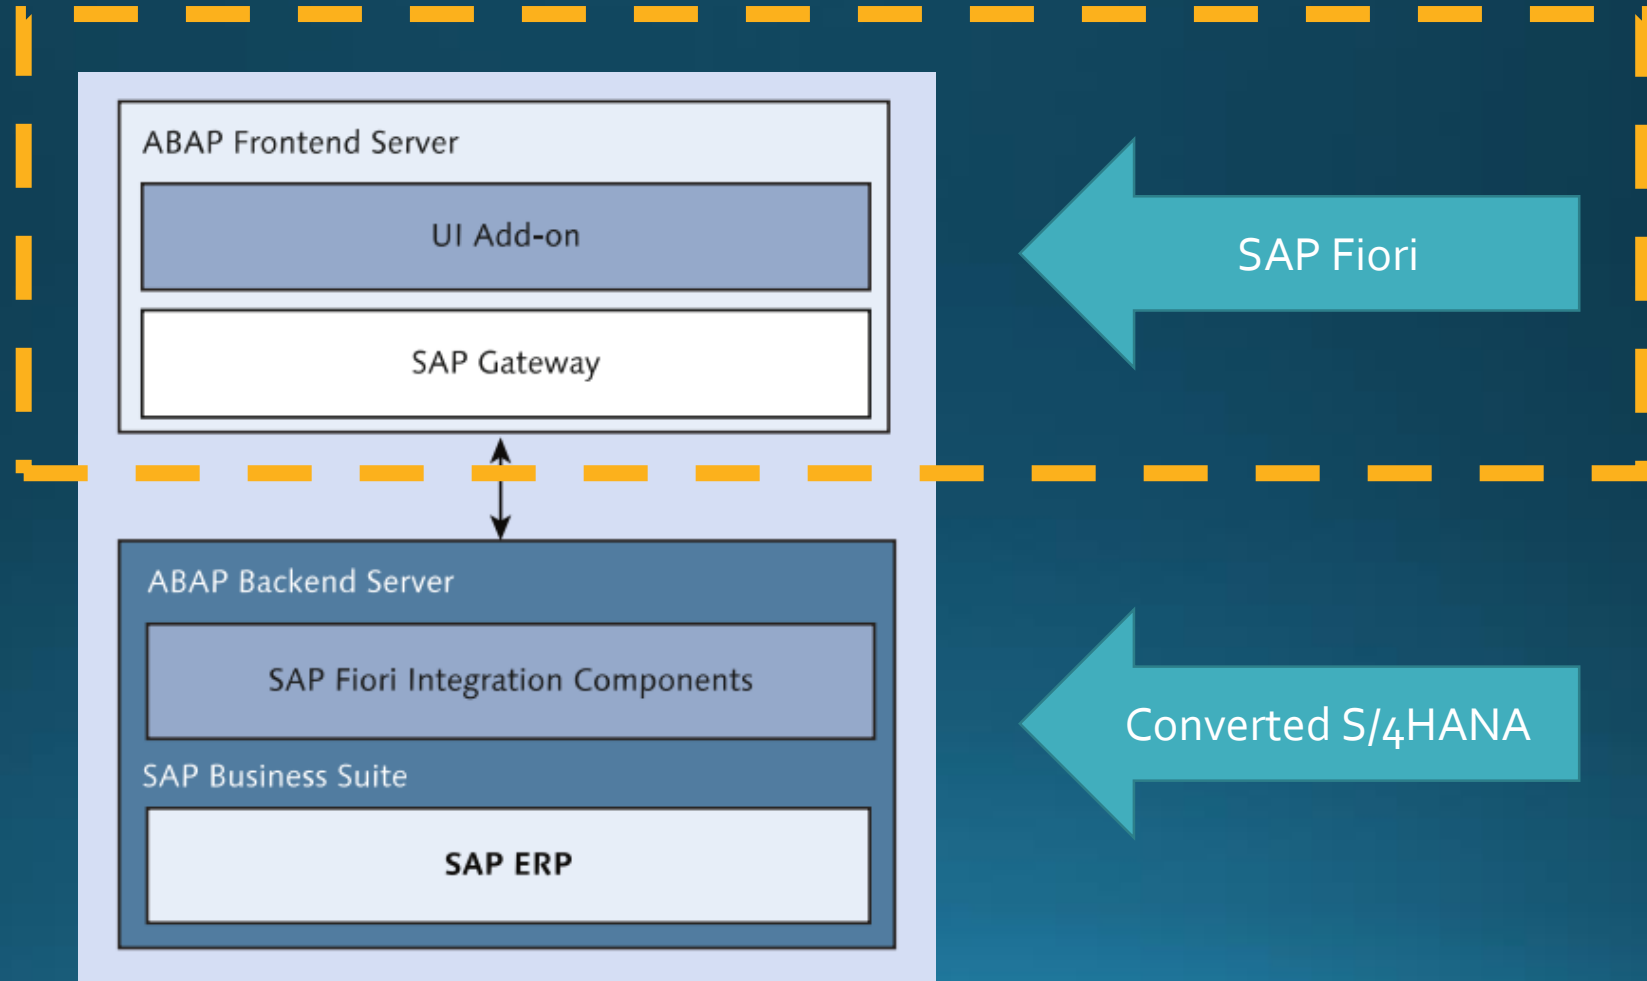 ABAP Frontend Server
UI Add-on
SAP Gateway
SAP Fiori
ABAP Backend Server
SAP Fiori Integration Components
SAP Business Suite
SAP ERP
Converted S/4HANA